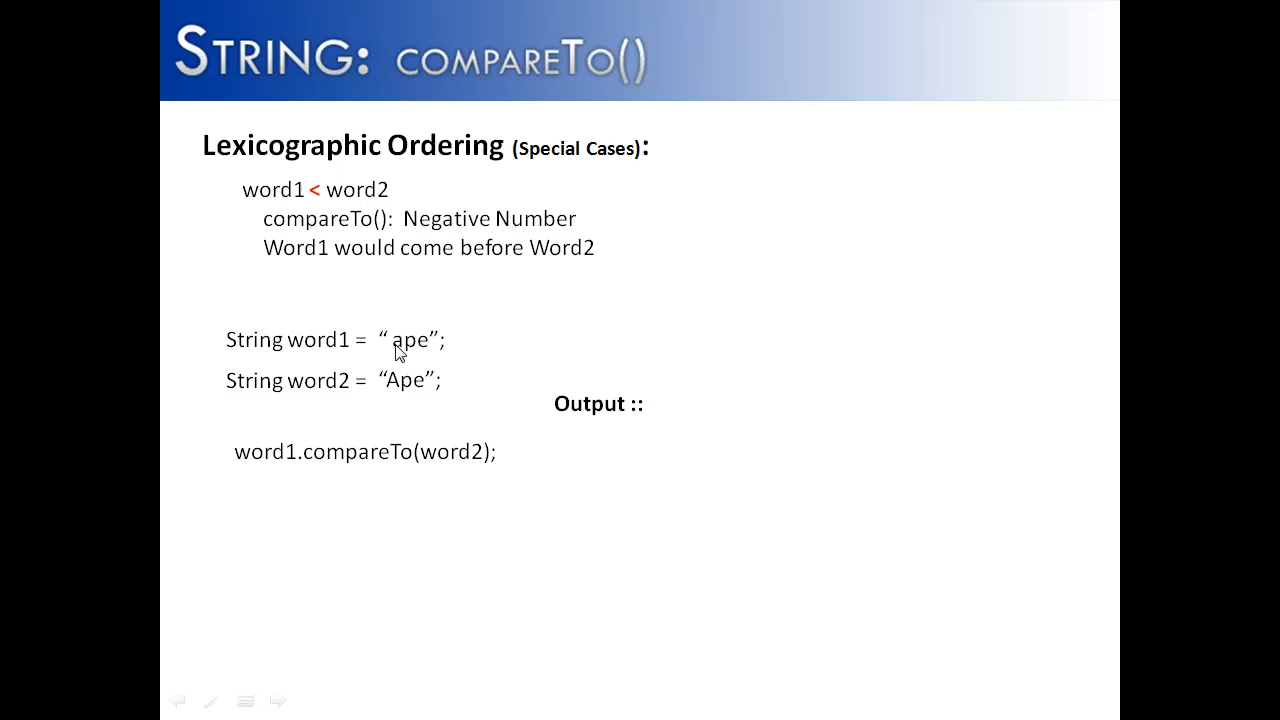 STRING: COMPARETO()
Lexicographic Ordering (Special Cases):
word1 < word2
compareTo(): Negative Number
Word1 would come before Word2
String word1 = “ ape”;
String word2 = “Ape”;
Output ::
word1.compareTo(word2);